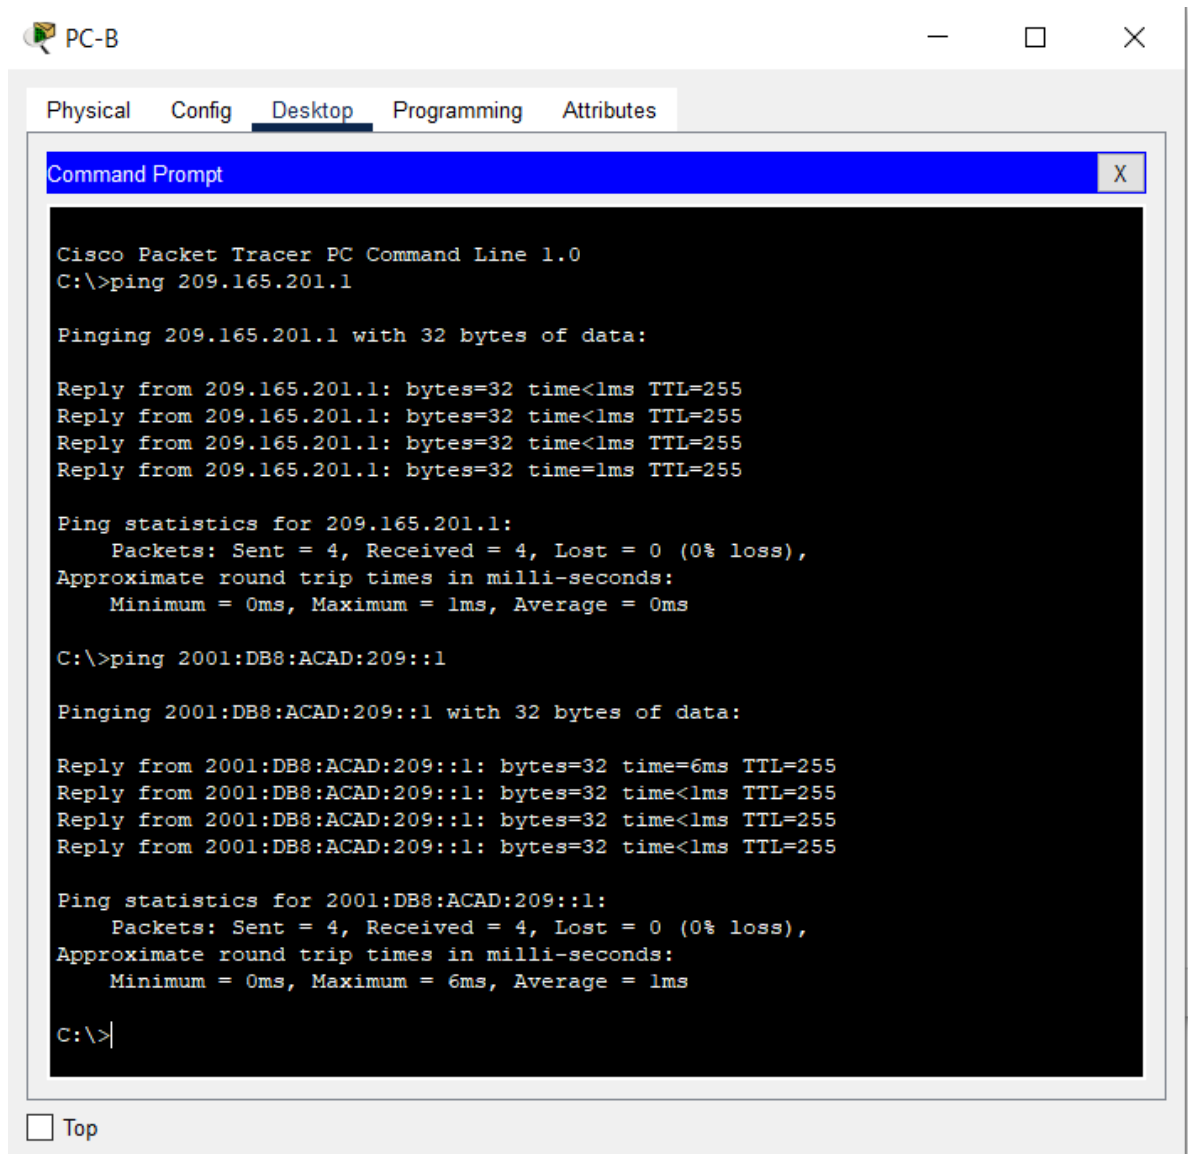 PC-B
Physical Config Desktop Programming Attributes
Command Prompt X
Cisco Packet Tracer PC Command Line 1.0
C:\>ping 209.165.201.1
Pinging 209.165.201.1 with 32 bytes of data:
Reply from 209.165.201.1: bytes=32 time<1ms TTL=255
Reply from 209.165.201.1: bytes=32 time<1ms TTL=255
Reply from 209.165.201.1: bytes=32 time<1ms TTL=255
Reply from 209.165.201.1: bytes=32 time=1ms TTL=255
Ping statistics for 209.165.201.1:
Packets: Sent = 4, Received = 4, Lost = 0 (0% loss),
Approximate round trip times in milli-seconds:
Minimum = 0ms, Maximum = 1ms, Average = 0ms
C:\>ping 2001:DB8:ACAD:209::1
Pinging 2001:DB8:ACAD:209::1 with 32 bytes of data:
Reply from 2001:DB8:ACAD:209::1: bytes=32 time=6ms TTL=255
Reply from 2001:DB8:ACAD:209::1: bytes=32 time<1ms TTL=255
Reply from 2001:DB8:ACAD:209::1: bytes=32 time<1ms TTL=255
Reply from 2001:DB8:ACAD:209::1: bytes=32 time<1ms TTL=255
Ping statistics for 2001:DB8:ACAD:209::1:
Packets: Sent = 4, Received = 4, Lost = 0 (0% loss),
Approximate round trip times in milli-seconds:
Minimum = 0ms, Maximum = 6ms, Average = 1ms
C:\>
Top